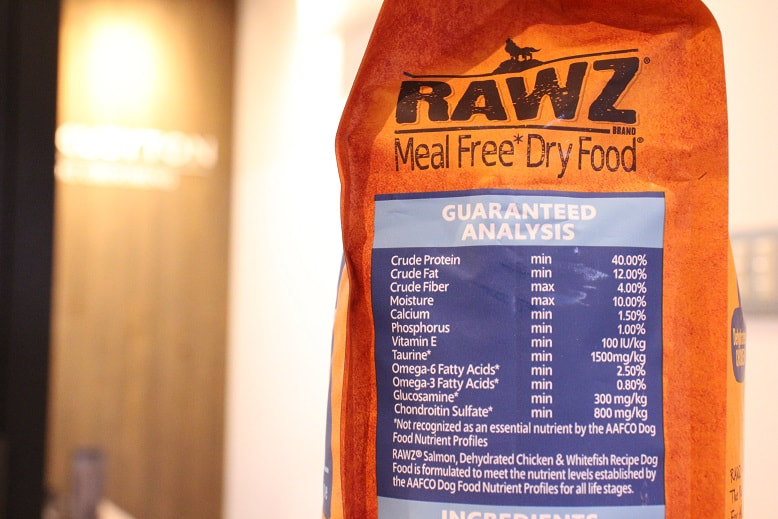 RAWZ®
BRAND
Meal Free* Dry Food®
GUARANTEED
ANALYSIS
Crude Protein min 40.00%
Crude Fat min 12.00%
Crude Fiber max 4.00%
Moisture max 10.00%
Calcium min 1.50%
Phosphorus min 1.00%
Vitamin E min 100 IU/kg
Taurine* min 1500mg/kg
Omega-6 Fatty Acids* min 2.50%
Omega-3 Fatty Acids* min 0.80%
Glucosamine* min 300 mg/kg
Chondroitin Sulfate* min 800 mg/kg
*Not recognized as an essential nutrient by the AAFCO Dog
Food Nutrient Profiles
RAWZ® Salmon, Dehydrated Chicken & Whitefish Recipe Dog
Food is formulated to meet the nutrient levels established by
the AAFCO Dog Food Nutrient Profiles for all life stages.
INGREDIENTS